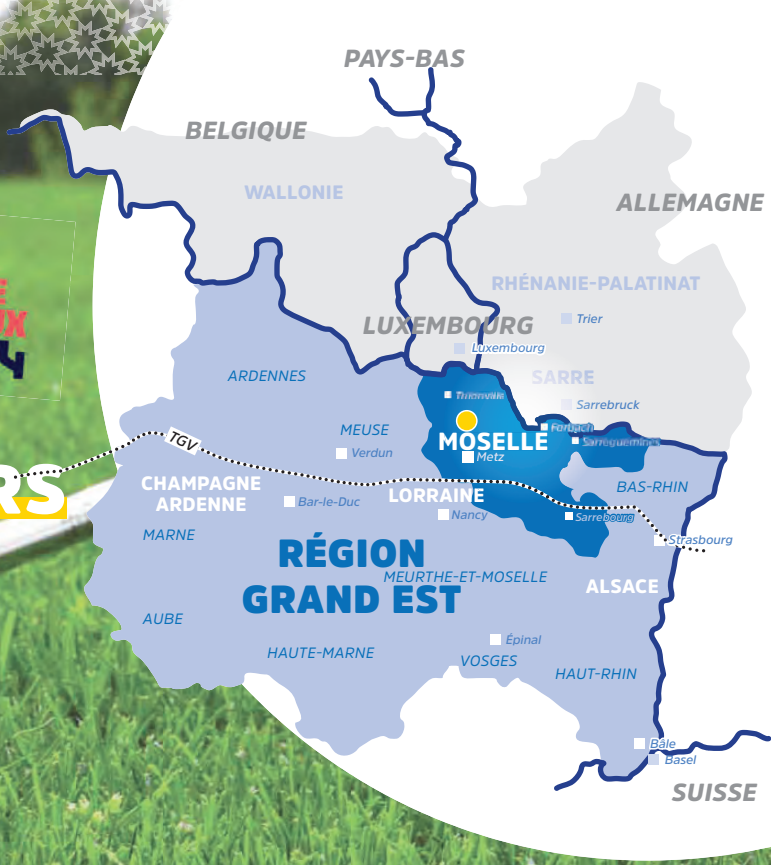 PAYS-BAS
BELGIQUE
WALLONIE
ALLEMAGNE
RHÉNANIE-PALATINAT
Trier
LUXEMBOURG
Luxembourg
ARDENNES
SARRE
Thionville
Sarrebruck
MEUSE
Forbach
TGV
MOSELLE
Sarreguemines
Verdun
Metz
CHAMPAGNE
ARDENNE
LORRAINE
BAS-RHIN
RS
Bar-le-Duc
Nancy
Sarrebourg
MARNE
Strasbourg
RÉGION
GRAND EST
MEURTHE-ET-MOSELLE
ALSACE
AUBE
Épinal
HAUTE-MARNE
VOSGES
HAUT-RHIN
Bâle
Basel
SUISSE